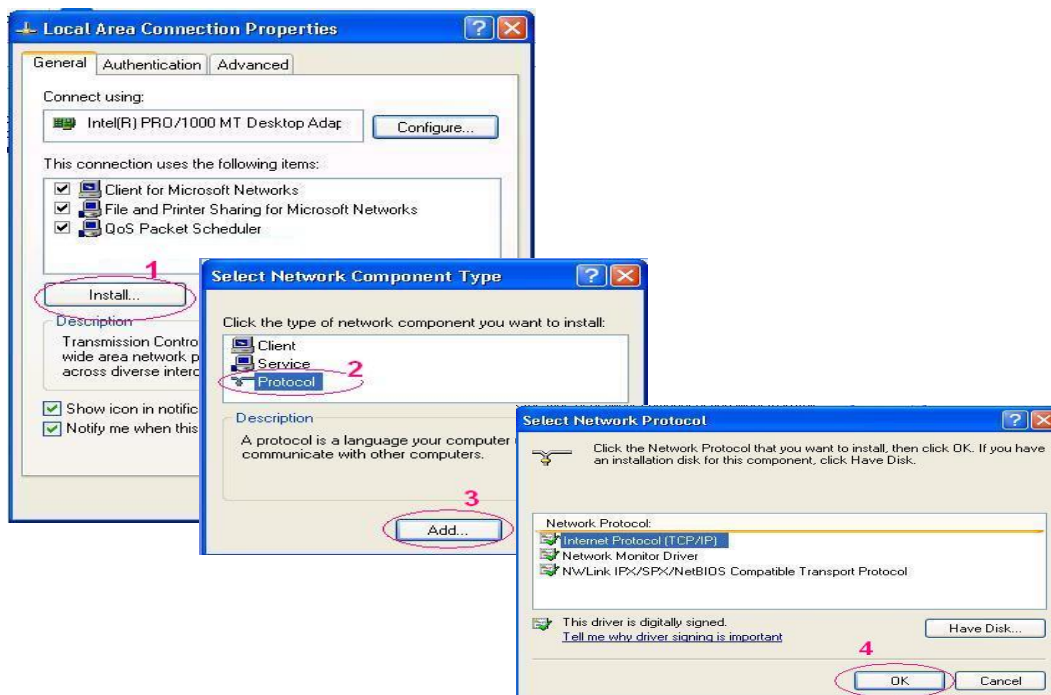 Local Area Connection Properties
General Authentication Advanced
Connect using:
Intel(R) PRO/1000 MT Desktop Adap
Configure...
This connection uses the following items:
Client for Microsoft Networks
File and Printer Sharing for Microsoft Networks
QoS Packet Scheduler
1
Install...
Description
Transmission Contro
wide area network p
across diverse interc
Show icon in notific
Notify me when this
Select Network Component Type
Click the type of network component you want to install:
Client
Service
Protocol
2
Description
A protocol is a language your computer
communicate with other computers.
3
Add...
Select Network Protocol
Click the Network Protocol that you want to install, then click OK. If you have
an installation disk for this component, click Have Disk.
Network Protocol:
Internet Protocol (TCP/IP)
Network Monitor Driver
NWLink IPX/SPX/NetBIOS Compatible Transport Protocol
This driver is digitally signed.
Tell me why driver signing is important
Have Disk...
4
OK Cancel